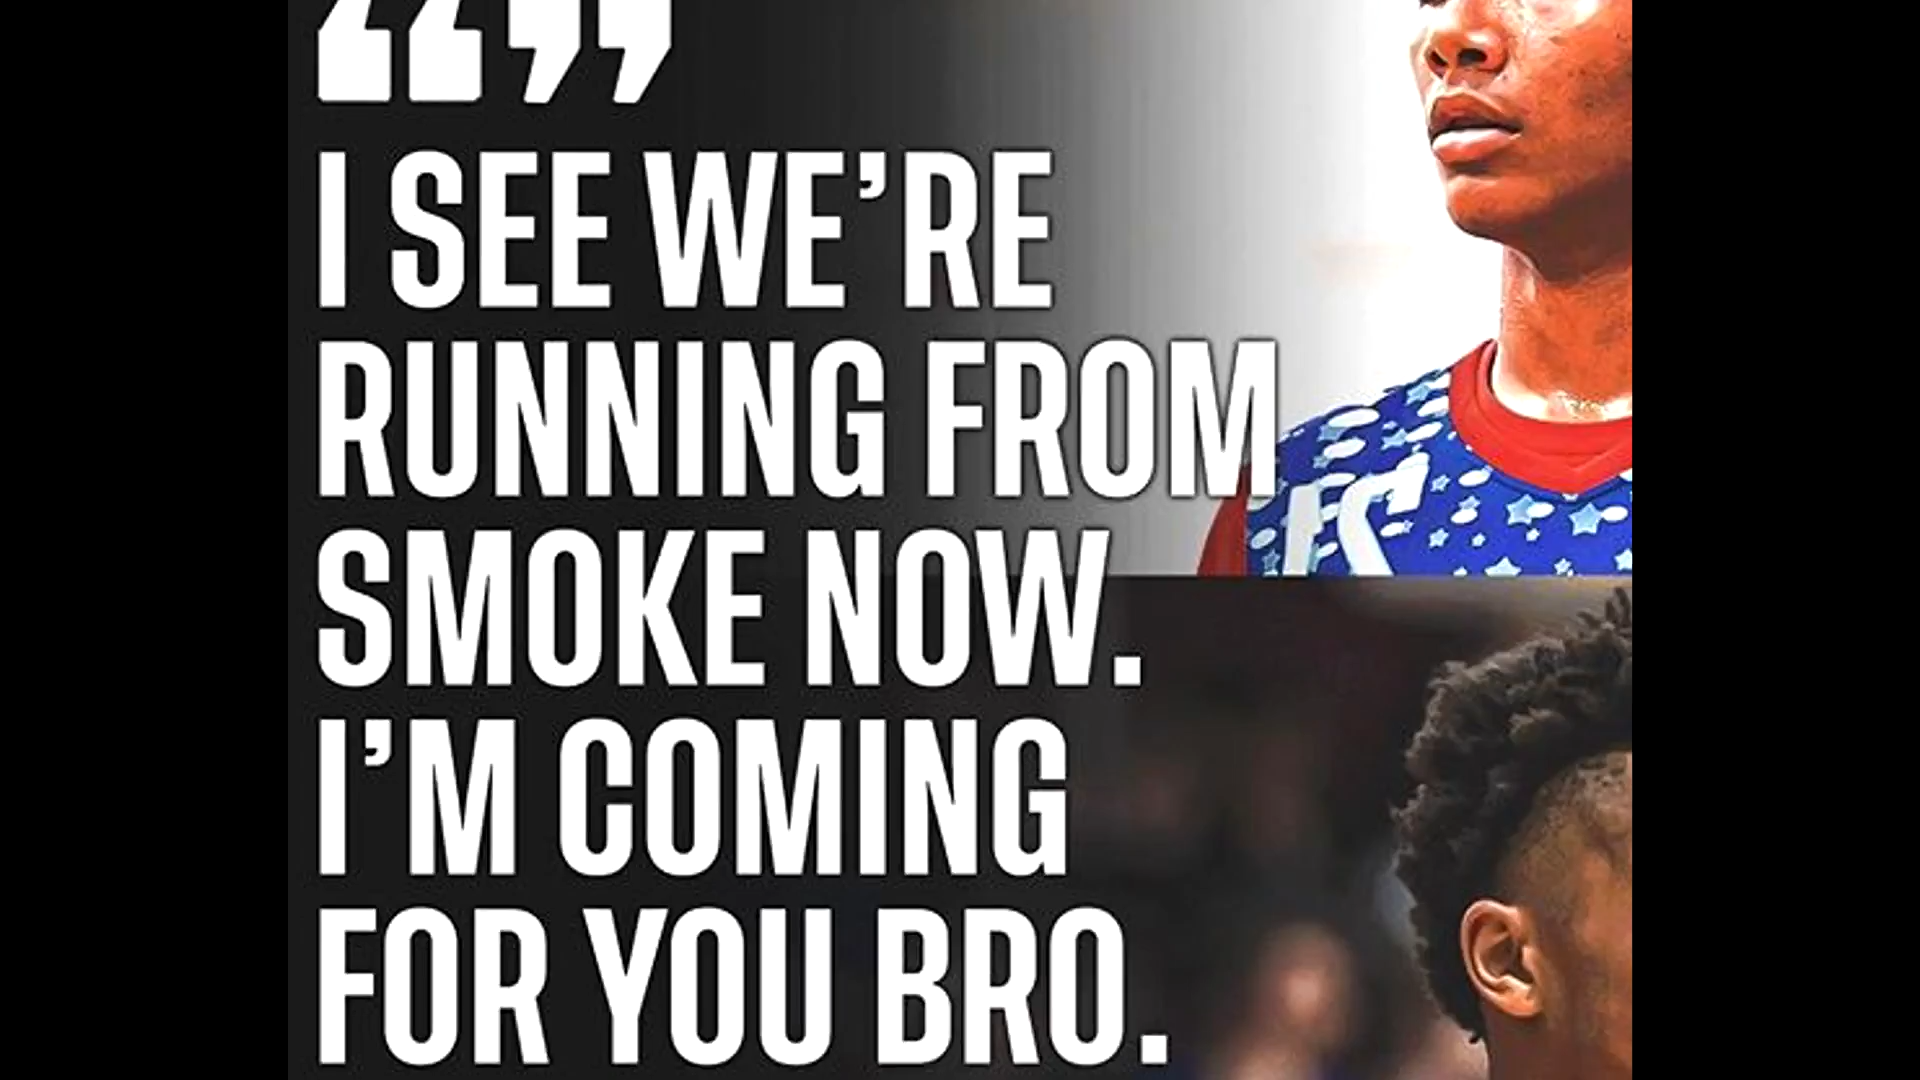 “ ”
I SEE WE’RE
RUNNING FROM
SMOKE NOW.
I’M COMING
FOR YOU BRO.